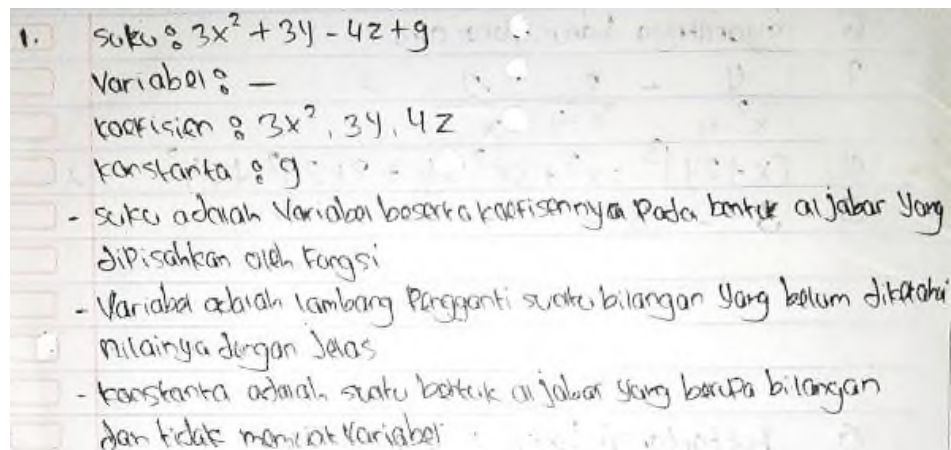 1. Suku : 3x² + 3y - 4z + 9
Variabel : —
koefisien : 3x², 3y, 4z
konstanta : 9
- suku adalah Variabel beserta koefisennya Pada bentuk aljabar Yang
diPisahkan oleh Fungsi
- Variabel adalah lambang Pengganti suatu bilangan Yang belum diketahui
nilainya dengan Jelas
- konstanta adalah suatu bentuk aljabar yang berupa bilangan
dan tidak memuat Variabel